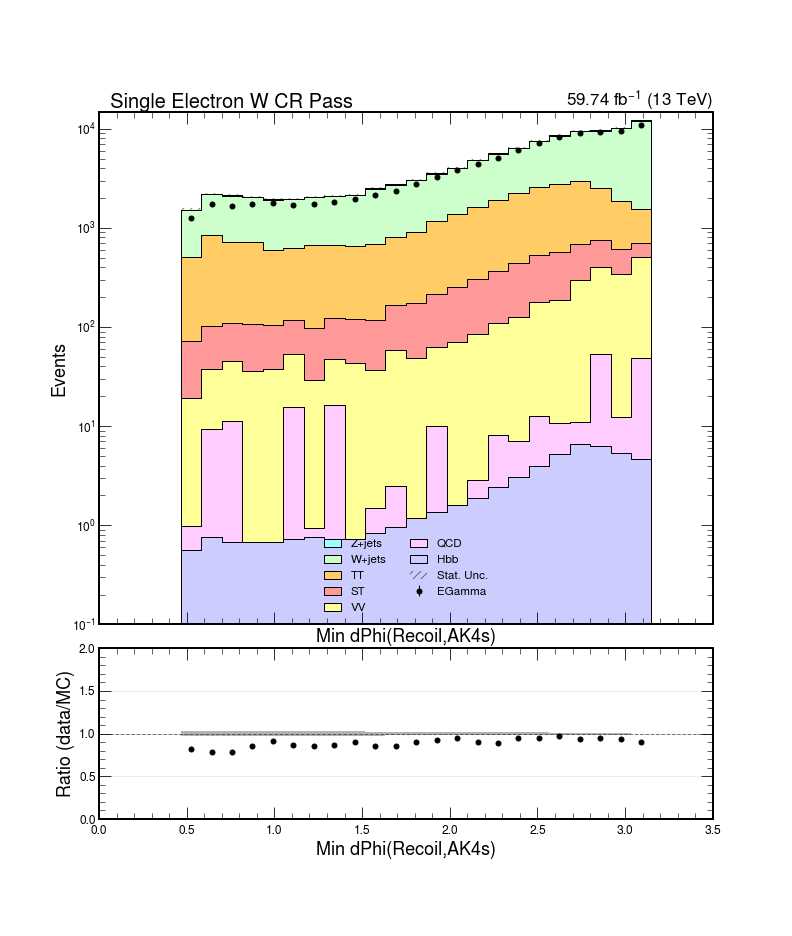 Single Electron W CR Pass
59.74 fb⁻¹ (13 TeV)
10⁴
10³
10²
10¹
10⁰
10⁻¹
Events
Z+jets
W+jets
TT
ST
VV
QCD
Hbb
Stat. Unc.
EGamma
Min dPhi(Recoil,AK4s)
2.0
1.5
1.0
0.5
0.0
Ratio (data/MC)
0.0 0.5 1.0 1.5 2.0 2.5 3.0 3.5
Min dPhi(Recoil,AK4s)